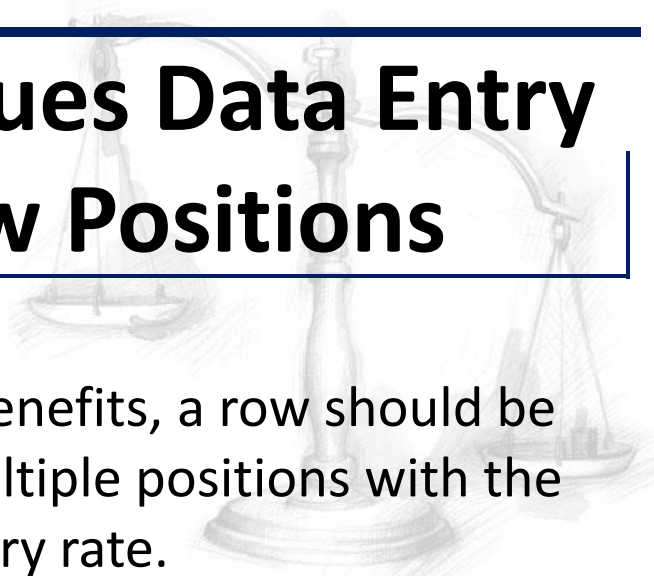 ues Data Entry
w Positions
enefits, a row should be
ltiple positions with the
ry rate.